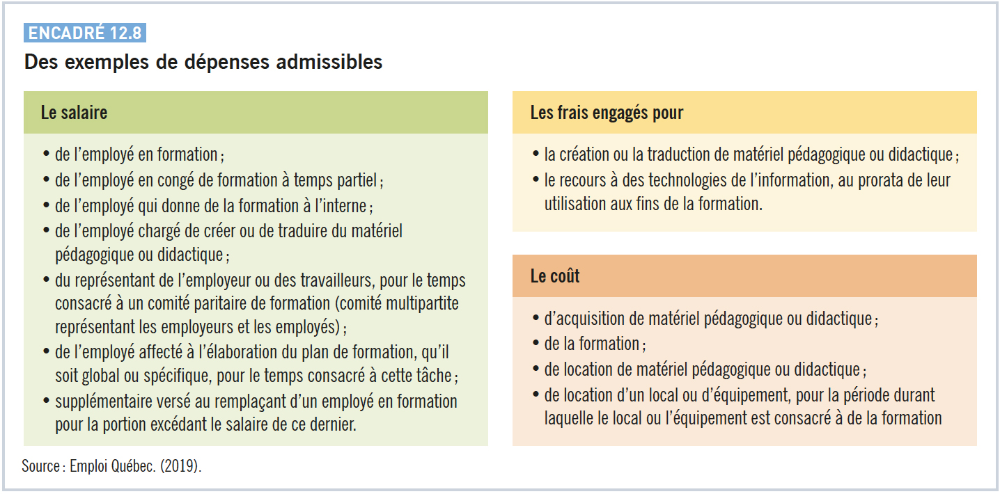 ENCADRÉ 12.8
Des exemples de dépenses admissibles
Le salaire
• de l’employé en formation ;
• de l’employé en congé de formation à temps partiel ;
• de l’employé qui donne de la formation à l’interne ;
• de l’employé chargé de créer ou de traduire du matériel
pédagogique ou didactique ;
• du représentant de l’employeur ou des travailleurs, pour le temps
consacré à un comité paritaire de formation (comité multipartite
représentant les employeurs et les employés) ;
• de l’employé affecté à l’élaboration du plan de formation, qu’il
soit global ou spécifique, pour le temps consacré à cette tâche ;
• supplémentaire versé au remplaçant d’un employé en formation
pour la portion excédant le salaire de ce dernier.
Les frais engagés pour
• la création ou la traduction de matériel pédagogique ou didactique ;
• le recours à des technologies de l’information, au prorata de leur
utilisation aux fins de la formation.
Le coût
• d’acquisition de matériel pédagogique ou didactique ;
• de la formation ;
• de location de matériel pédagogique ou didactique ;
• de location d’un local ou d’équipement, pour la période durant
laquelle le local ou l’équipement est consacré à de la formation
Source : Emploi Québec. (2019).